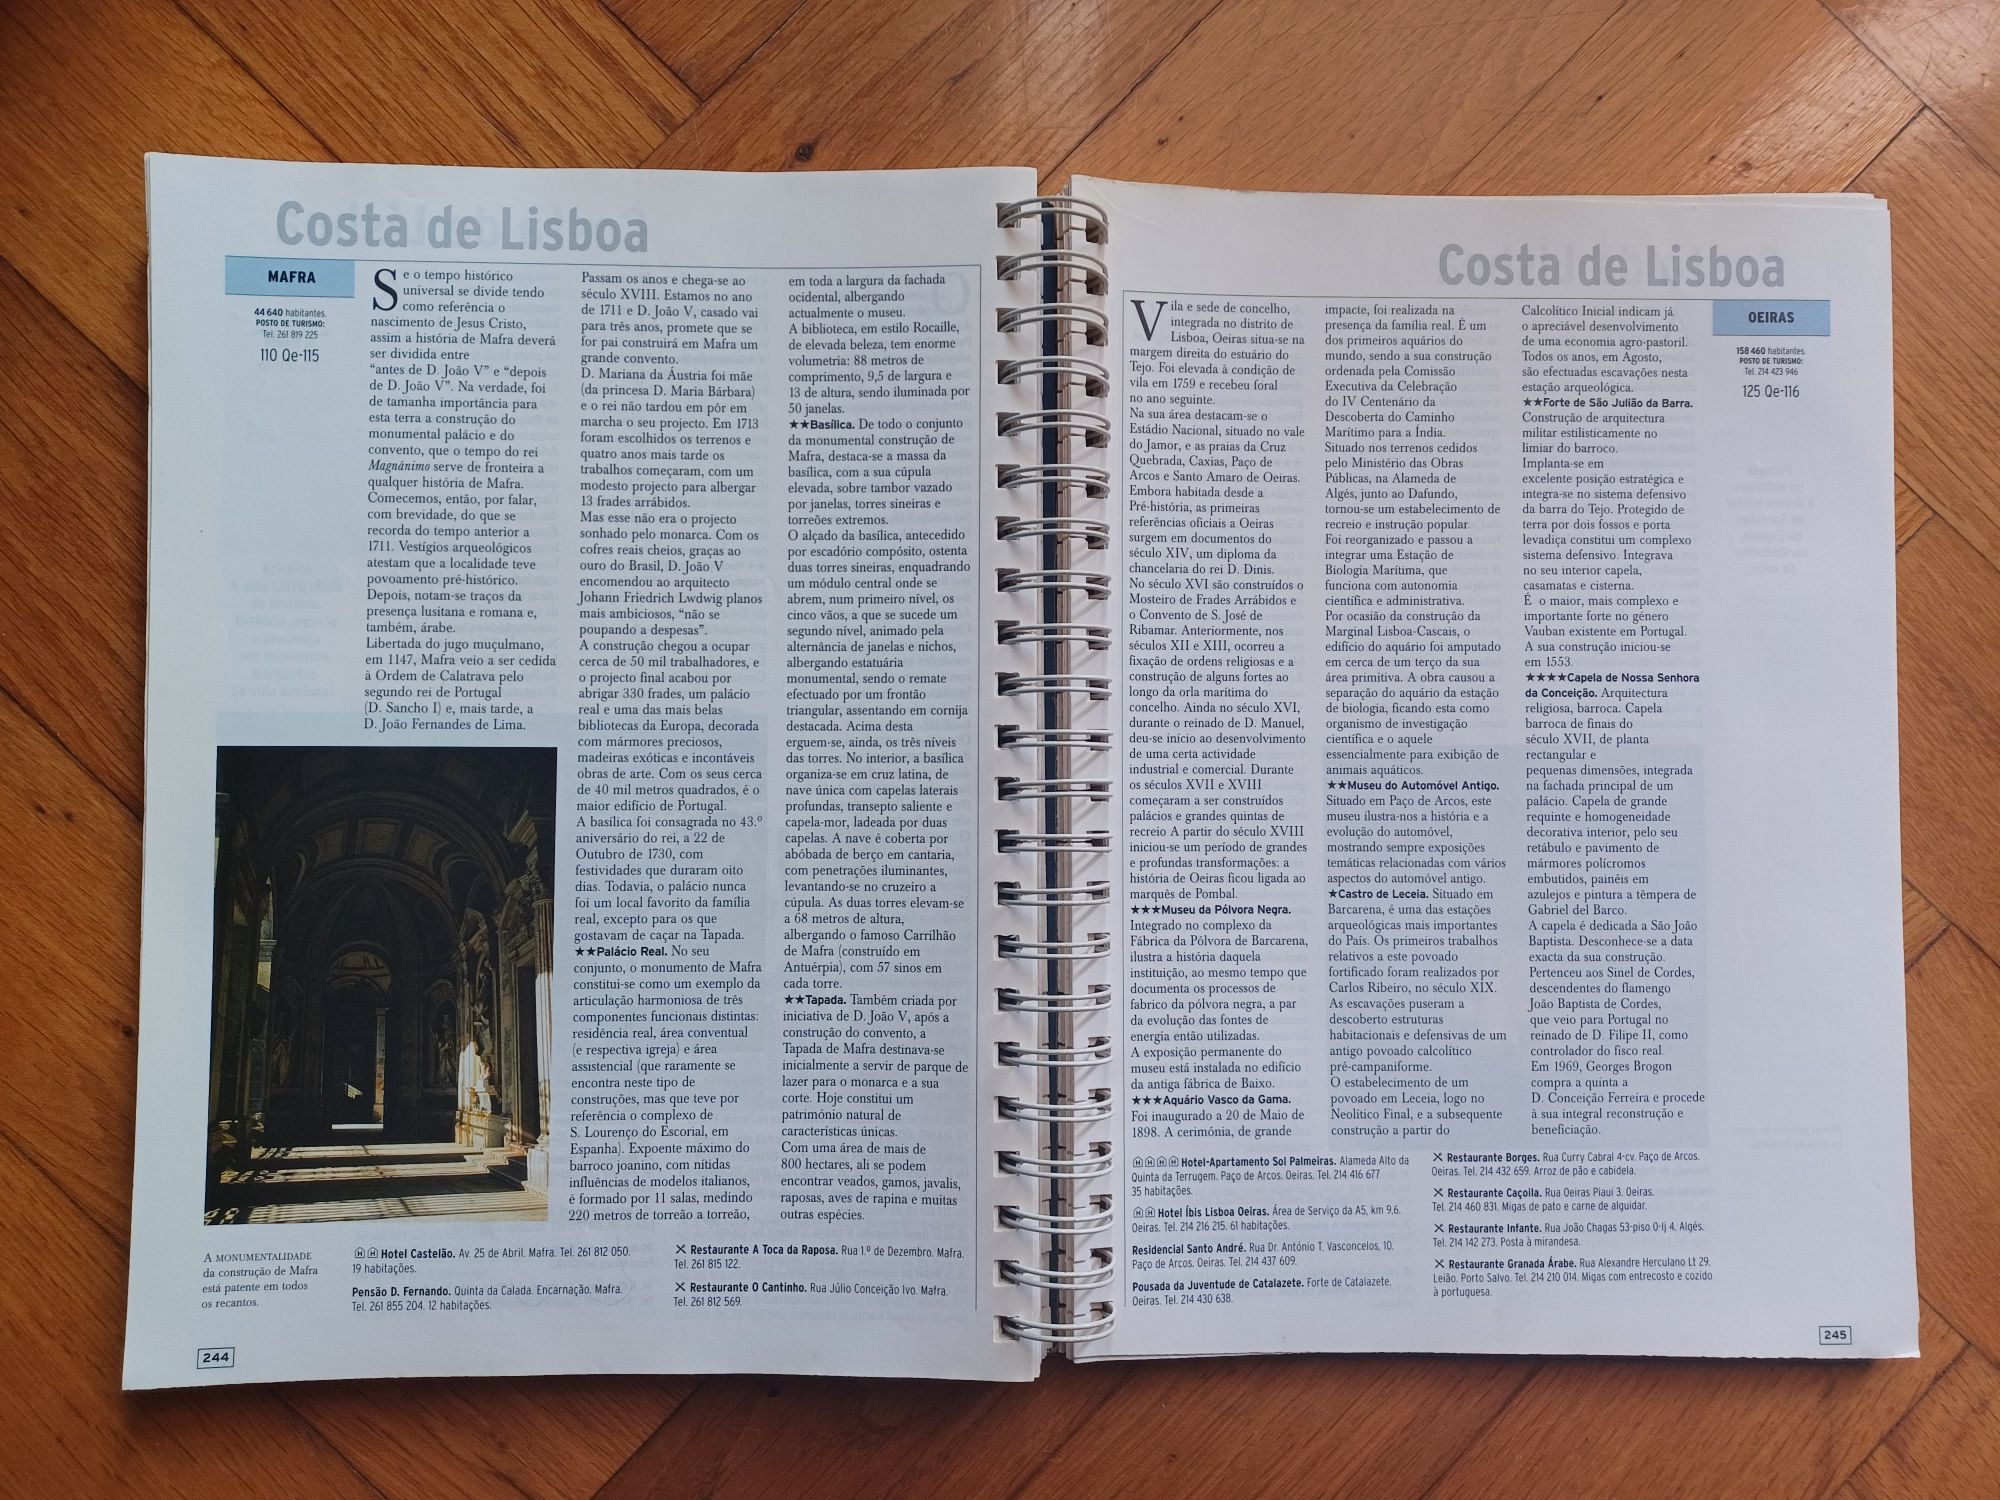 Costa de Lisboa
MAFRA
44 640 habitantes.
POSTO DE TURISMO:
Tel. 261 819 225
110 Qe-115
Se o tempo histórico
universal se divide tendo
como referência o
nascimento de Jesus Cristo,
assim a história de Mafra deverá
ser dividida entre
“antes de D. João V” e “depois
de D. João V”. Na verdade, foi
de tamanha importância para
esta terra a construção do
monumental palácio e do
convento, que o tempo do rei
Magnânimo serve de fronteira a
qualquer história de Mafra.
Comecemos, então, por falar,
com brevidade, do que se
recorda do tempo anterior a
1711. Vestígios arqueológicos
atestam que a localidade teve
povoamento pré-histórico.
Depois, notam-se traços da
presença lusitana e romana e,
também, árabe.
Libertada do jugo muçulmano,
em 1147, Mafra veio a ser cedida
à Ordem de Calatrava pelo
segundo rei de Portugal
(D. Sancho I) e, mais tarde, a
D. João Fernandes de Lima.
Passam os anos e chega-se ao
século XVIII. Estamos no ano
de 1711 e D. João V, casado vai
para três anos, promete que se
for pai construirá em Mafra um
grande convento.
D. Mariana da Áustria foi mãe
(da princesa D. Maria Bárbara)
e o rei não tardou em pôr em
marcha o seu projecto. Em 1713
foram escolhidos os terrenos e
quatro anos mais tarde os
trabalhos começaram, com um
modesto projecto para albergar
13 frades arrábidos.
Mas esse não era o projecto
sonhado pelo monarca. Com os
cofres reais cheios, graças ao
ouro do Brasil, D. João V
encomendou ao arquitecto
Johann Friedrich Lwdwig planos
mais ambiciosos, “não se
poupando a despesas”.
A construção chegou a ocupar
cerca de 50 mil trabalhadores, e
o projecto final acabou por
abrigar 330 frades, um palácio
real e uma das mais belas
bibliotecas da Europa, decorada
com mármores preciosos,
madeiras exóticas e incontáveis
obras de arte. Com os seus cerca
de 40 mil metros quadrados, é o
maior edifício de Portugal.
A basílica foi consagrada no 43.º
aniversário do rei, a 22 de
Outubro de 1730, com
festividades que duraram oito
dias. Todavia, o palácio nunca
foi um local favorito da família
real, excepto para os que
gostavam de caçar na Tapada.
★★Palácio Real. No seu
conjunto, o monumento de Mafra
constitui-se como um exemplo da
articulação harmoniosa de três
componentes funcionais distintas:
residência real, área conventual
(e respectiva igreja) e área
assistencial (que raramente se
encontra neste tipo de
construções, mas que teve por
referência o complexo de
S. Lourenço do Escorial, em
Espanha). Expoente máximo do
barroco joanino, com nítidas
influências de modelos italianos,
é formado por 11 salas, medindo
220 metros de torreão a torreão,
em toda a largura da fachada
ocidental, albergando
actualmente o museu.
A biblioteca, em estilo Rocaille,
de elevada beleza, tem enorme
volumetria: 88 metros de
comprimento, 9,5 de largura e
13 de altura, sendo iluminada por
50 janelas.
★★Basílica. De todo o conjunto
da monumental construção de
Mafra, destaca-se a massa da
basílica, com a sua cúpula
elevada, sobre tambor vazado
por janelas, torres sineiras e
torreões extremos.
O alçado da basílica, antecedido
por escadório compósito, ostenta
duas torres sineiras, enquadrando
um módulo central onde se
abrem, num primeiro nível, os
cinco vãos, a que se sucede um
segundo nível, animado pela
alternância de janelas e nichos,
albergando estatuária
monumental, sendo o remate
efectuado por um frontão
triangular, assentando em cornija
destacada. Acima desta
erguem-se, ainda, os três níveis
das torres. No interior, a basílica
organiza-se em cruz latina, de
nave única com capelas laterais
profundas, transepto saliente e
capela-mor, ladeada por duas
capelas. A nave é coberta por
abóbada de berço em cantaria,
com penetrações iluminantes,
levantando-se no cruzeiro a
cúpula. As duas torres elevam-se
a 68 metros de altura,
albergando o famoso Carrilhão
de Mafra (construído em
Antuérpia), com 57 sinos em
cada torre.
★★Tapada. Também criada por
iniciativa de D. João V, após a
construção do convento, a
Tapada de Mafra destinava-se
inicialmente a servir de parque de
lazer para o monarca e a sua
corte. Hoje constitui um
património natural de
características únicas.
Com uma área de mais de
800 hectares, ali se podem
encontrar veados, gamos, javalis,
raposas, aves de rapina e muitas
outras espécies.
A MONUMENTALIDADE
da construção de Mafra
está patente em todos
os recantos.
Hotel Castelão. Av. 25 de Abril. Mafra. Tel. 261 812 050.
19 habitações.
Pensão D. Fernando. Quinta da Calada. Encarnação. Mafra.
Tel. 261 855 204. 12 habitações.
Restaurante A Toca da Raposa. Rua 1.º de Dezembro. Mafra.
Tel. 261 815 122.
Restaurante O Cantinho. Rua Júlio Conceição Ivo. Mafra.
Tel. 261 812 569.
244
Costa de Lisboa
OEIRAS
158 460 habitantes.
POSTO DE TURISMO:
Tel. 214 423 946
125 Qe-116
Vila e sede de concelho,
integrada no distrito de
Lisboa, Oeiras situa-se na
margem direita do estuário do
Tejo. Foi elevada à condição de
vila em 1759 e recebeu foral
no ano seguinte.
Na sua área destacam-se o
Estádio Nacional, situado no vale
do Jamor, e as praias da Cruz
Quebrada, Caxias, Paço de
Arcos e Santo Amaro de Oeiras.
Embora habitada desde a
Pré-história, as primeiras
referências oficiais a Oeiras
surgem em documentos do
século XIV, um diploma da
chancelaria do rei D. Dinis.
No século XVI são construídos o
Mosteiro de Frades Arrábidos e
o Convento de S. José de
Ribamar. Anteriormente, nos
séculos XII e XIII, ocorreu a
fixação de ordens religiosas e a
construção de alguns fortes ao
longo da orla marítima do
concelho. Ainda no século XVI,
durante o reinado de D. Manuel,
deu-se início ao desenvolvimento
de uma certa actividade
industrial e comercial. Durante
os séculos XVII e XVIII
começaram a ser construídos
palácios e grandes quintas de
recreio A partir do século XVIII
iniciou-se um período de grandes
e profundas transformações: a
história de Oeiras ficou ligada ao
marquês de Pombal.
★★★Museu da Pólvora Negra.
Integrado no complexo da
Fábrica da Pólvora de Barcarena,
ilustra a história daquela
instituição, ao mesmo tempo que
documenta os processos de
fabrico da pólvora negra, a par
da evolução das fontes de
energia então utilizadas.
A exposição permanente do
museu está instalada no edifício
da antiga fábrica de Baixo.
★★★Aquário Vasco da Gama.
Foi inaugurado a 20 de Maio de
1898. A cerimónia, de grande
impacte, foi realizada na
presença da família real. É um
dos primeiros aquários do
mundo, sendo a sua construção
ordenada pela Comissão
Executiva da Celebração
do IV Centenário da
Descoberta do Caminho
Marítimo para a Índia.
Situado nos terrenos cedidos
pelo Ministério das Obras
Públicas, na Alameda de
Algés, junto ao Dafundo,
tornou-se um estabelecimento de
recreio e instrução popular.
Foi reorganizado e passou a
integrar uma Estação de
Biologia Marítima, que
funciona com autonomia
científica e administrativa.
Por ocasião da construção da
Marginal Lisboa-Cascais, o
edifício do aquário foi amputado
em cerca de um terço da sua
área primitiva. A obra causou a
separação do aquário da estação
de biologia, ficando esta como
organismo de investigação
científica e o aquele
essencialmente para exibição de
animais aquáticos.
★★Museu do Automóvel Antigo.
Situado em Paço de Arcos, este
museu ilustra-nos a história e a
evolução do automóvel,
mostrando sempre exposições
temáticas relacionadas com vários
aspectos do automóvel antigo.
★Castro de Leceia. Situado em
Barcarena, é uma das estações
arqueológicas mais importantes
do País. Os primeiros trabalhos
relativos a este povoado
fortificado foram realizados por
Carlos Ribeiro, no século XIX.
As escavações puseram a
descoberto estruturas
habitacionais e defensivas de um
antigo povoado calcolítico
pré-campaniforme.
O estabelecimento de um
povoado em Leceia, logo no
Neolítico Final, e a subsequente
construção a partir do
Calcolítico Inicial indicam já
o apreciável desenvolvimento
de uma economia agro-pastoril.
Todos os anos, em Agosto,
são efectuadas escavações nesta
estação arqueológica.
★★Forte de São Julião da Barra.
Construção de arquitectura
militar estilisticamente no
limiar do barroco.
Implanta-se em
excelente posição estratégica e
integra-se no sistema defensivo
da barra do Tejo. Protegido de
terra por dois fossos e porta
levadiça constitui um complexo
sistema defensivo. Integrava
no seu interior capela,
casamatas e cisterna.
É o maior, mais complexo e
importante forte no género
Vauban existente em Portugal.
A sua construção iniciou-se
em 1553.
★★★★Capela de Nossa Senhora
da Conceição. Arquitectura
religiosa, barroca. Capela
barroca de finais do
século XVII, de planta
rectangular e
pequenas dimensões, integrada
na fachada principal de um
palácio. Capela de grande
requinte e homogeneidade
decorativa interior, pelo seu
retábulo e pavimento de
mármores polícromos
embutidos, painéis em
azulejos e pintura a têmpera de
Gabriel del Barco.
A capela é dedicada a São João
Baptista. Desconhece-se a data
exacta da sua construção.
Pertenceu aos Sinel de Cordes,
descendentes do flamengo
João Baptista de Cordes,
que veio para Portugal no
reinado de D. Filipe II, como
controlador do fisco real.
Em 1969, Georges Brogon
compra a quinta a
D. Conceição Ferreira e procede
à sua integral reconstrução e
beneficiação.
Hotel-Apartamento Sol Palmeiras. Alameda Alto da
Quinta da Terrugem. Paço de Arcos. Oeiras. Tel. 214 416 677.
35 habitações.
Hotel Íbis Lisboa Oeiras. Área de Serviço da A5, km 9,6.
Oeiras. Tel. 214 216 215. 61 habitações.
Residencial Santo André. Rua Dr. António T. Vasconcelos, 10.
Paço de Arcos. Oeiras. Tel. 214 437 609.
Pousada da Juventude de Catalazete. Forte de Catalazete.
Oeiras. Tel. 214 430 638.
Restaurante Borges. Rua Curry Cabral 4-cv. Paço de Arcos.
Oeiras. Tel. 214 432 659. Arroz de pão e cabidela.
Restaurante Caçoila. Rua Oeiras Piaui 3. Oeiras.
Tel. 214 460 831. Migas de pato e carne de alguidar.
Restaurante Infante. Rua João Chagas 53-piso 0-lj 4. Algés.
Tel. 214 142 273. Posta à mirandesa.
Restaurante Granada Árabe. Rua Alexandre Herculano Lt 29.
Leião. Porto Salvo. Tel. 214 210 014. Migas com entrecosto e cozido
à portuguesa.
245